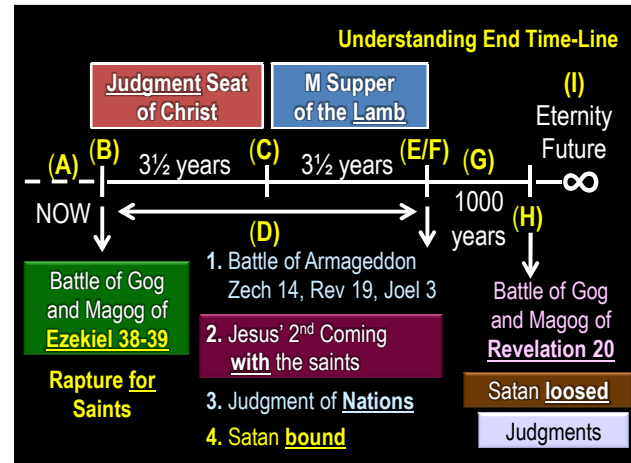 Understanding End Time-Line
Judgment Seat
of Christ
M Supper
of the Lamb
(I)
Eternity
Future
(A) (B) 3½ years (C) 3½ years (E/F) (G)
∞
NOW
(D)
1000
years
(H)
Battle of Gog
and Magog of
Ezekiel 38-39
Rapture for
Saints
1. Battle of Armageddon
Zech 14, Rev 19, Joel 3
2. Jesus' 2nd Coming
with the saints
3. Judgment of Nations
4. Satan bound
Battle of Gog
and Magog of
Revelation 20
Satan loosed
Judgments